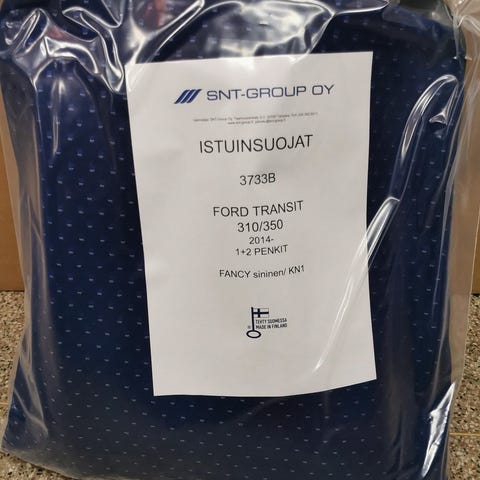 SNT-GROUP OY
ISTUINSUOJAT
3733B
FORD TRANSIT
310/350
2014-
1+2 PENKIT
FANCY sininen/ KN1
TEHTY SUOMESSA
MADE IN FINLAND